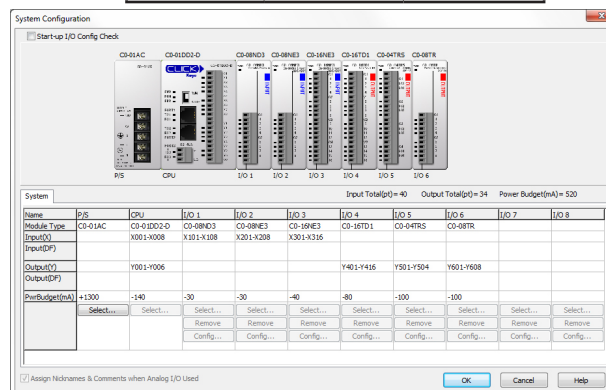 System Configuration
Start-up I/O Config Check
C0-01AC C0-01DD2-D C0-08ND3 C0-08NE3 C0-16NE3 C0-16TD1 C0-04TRS C0-08TR
CLICK
INPUT INPUT INPUT OUTPUT OUTPUT OUTPUT
P/S CPU I/O 1 I/O 2 I/O 3 I/O 4 I/O 5 I/O 6
System Input Total(pt)= 40 Output Total(pt)= 34 Power Budget(mA)= 520
Name P/S CPU I/O 1 I/O 2 I/O 3 I/O 4 I/O 5 I/O 6 I/O 7 I/O 8
Module Type C0-01AC C0-01DD2-D C0-08ND3 C0-08NE3 C0-16NE3 C0-16TD1 C0-04TRS C0-08TR
Input(X) X001-X008 X101-X108 X201-X208 X301-X316
Input(DF)
Output(Y) Y001-Y006 Y401-Y416 Y501-Y504 Y601-Y608
Output(DF)
PwrBudget(mA) +1300 -140 -30 -30 -40 -80 -100 -100
Select... Select... Select... Select... Select... Select... Select... Select... Select... Select...
Remove Remove Remove Remove Remove Remove Remove Remove
Config... Config... Config... Config... Config... Config... Config... Config...
Assign Nicknames & Comments when Analog I/O Used
OK Cancel Help